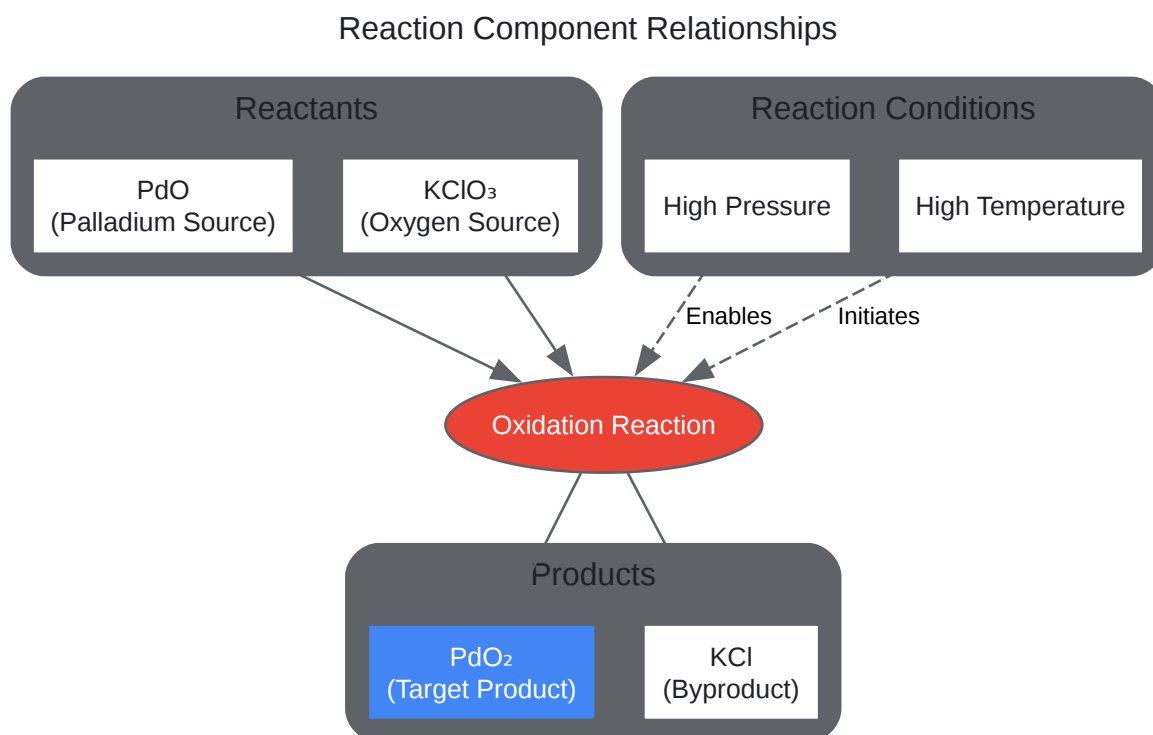 Reaction Component Relationships
Reactants
Reaction Conditions
PdO
(Palladium Source)
KClO₃
(Oxygen Source)
High Pressure
High Temperature
Enables
Initiates
Oxidation Reaction
Products
PdO₂
(Target Product)
KCl
(Byproduct)